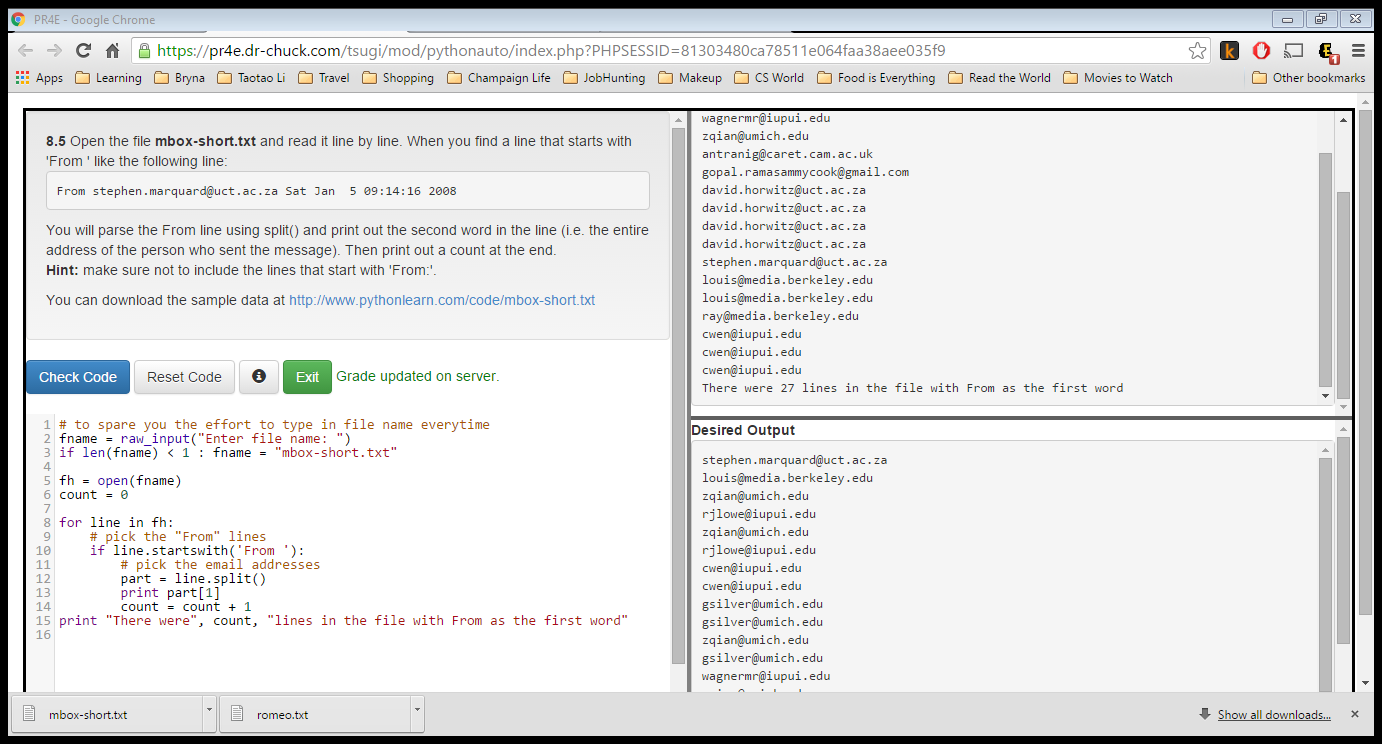 PR4E - Google Chrome
https://pr4e.dr-chuck.com/tsugi/mod/pythonauto/index.php?PHPSESSID=81303480ca78511e064faa38aee035f9
Apps Learning Bryna Taotao Li Travel Shopping Champaign Life JobHunting Makeup CS World Food is Everything Read the World Movies to Watch Other bookmarks
8.5 Open the file mbox-short.txt and read it line by line. When you find a line that starts with
'From ' like the following line:
From stephen.marquard@uct.ac.za Sat Jan  5 09:14:16 2008
You will parse the From line using split() and print out the second word in the line (i.e. the entire
address of the person who sent the message). Then print out a count at the end.
Hint: make sure not to include the lines that start with 'From:'.
You can download the sample data at http://www.pythonlearn.com/code/mbox-short.txt
Check Code Reset Code Exit Grade updated on server.
1 # to spare you the effort to type in file name everytime
2 fname = raw_input("Enter file name: ")
3 if len(fname) < 1 : fname = "mbox-short.txt"
4
5 fh = open(fname)
6 count = 0
7
8 for line in fh:
9     # pick the "From" lines
10     if line.startswith('From '):
11         # pick the email addresses
12         part = line.split()
13         print part[1]
14         count = count + 1
15 print "There were", count, "lines in the file with From as the first word"
16
wagnermr@iupui.edu
zqian@umich.edu
antranig@caret.cam.ac.uk
gopal.ramasammycook@gmail.com
david.horwitz@uct.ac.za
david.horwitz@uct.ac.za
david.horwitz@uct.ac.za
david.horwitz@uct.ac.za
stephen.marquard@uct.ac.za
louis@media.berkeley.edu
louis@media.berkeley.edu
ray@media.berkeley.edu
cwen@iupui.edu
cwen@iupui.edu
cwen@iupui.edu
There were 27 lines in the file with From as the first word
Desired Output
stephen.marquard@uct.ac.za
louis@media.berkeley.edu
zqian@umich.edu
rjlowe@iupui.edu
zqian@umich.edu
rjlowe@iupui.edu
cwen@iupui.edu
cwen@iupui.edu
gsilver@umich.edu
gsilver@umich.edu
zqian@umich.edu
gsilver@umich.edu
wagnermr@iupui.edu
mbox-short.txt romeo.txt Show all downloads...